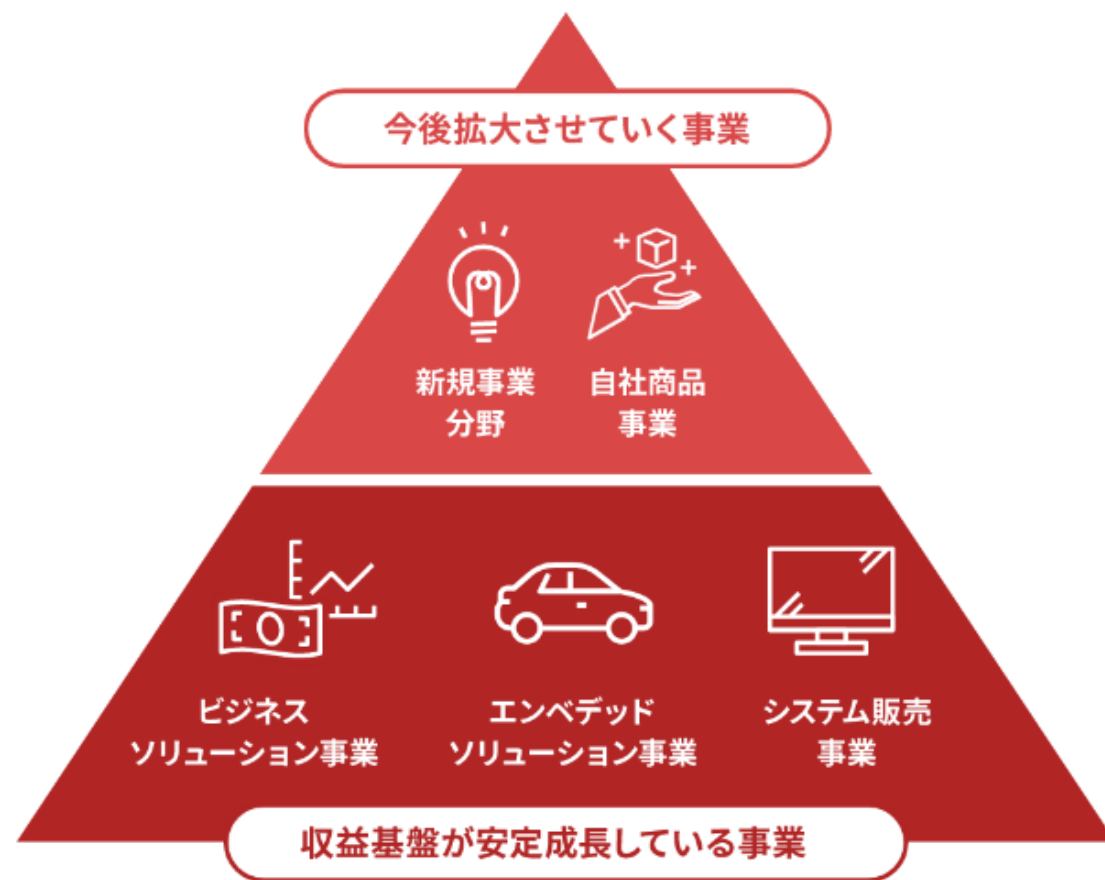 今後拡大させていく事業
新規事業
分野
自社商品
事業
ビジネス
ソリューション事業
エンベデッド
ソリューション事業
システム販売
事業
収益基盤が安定成長している事業